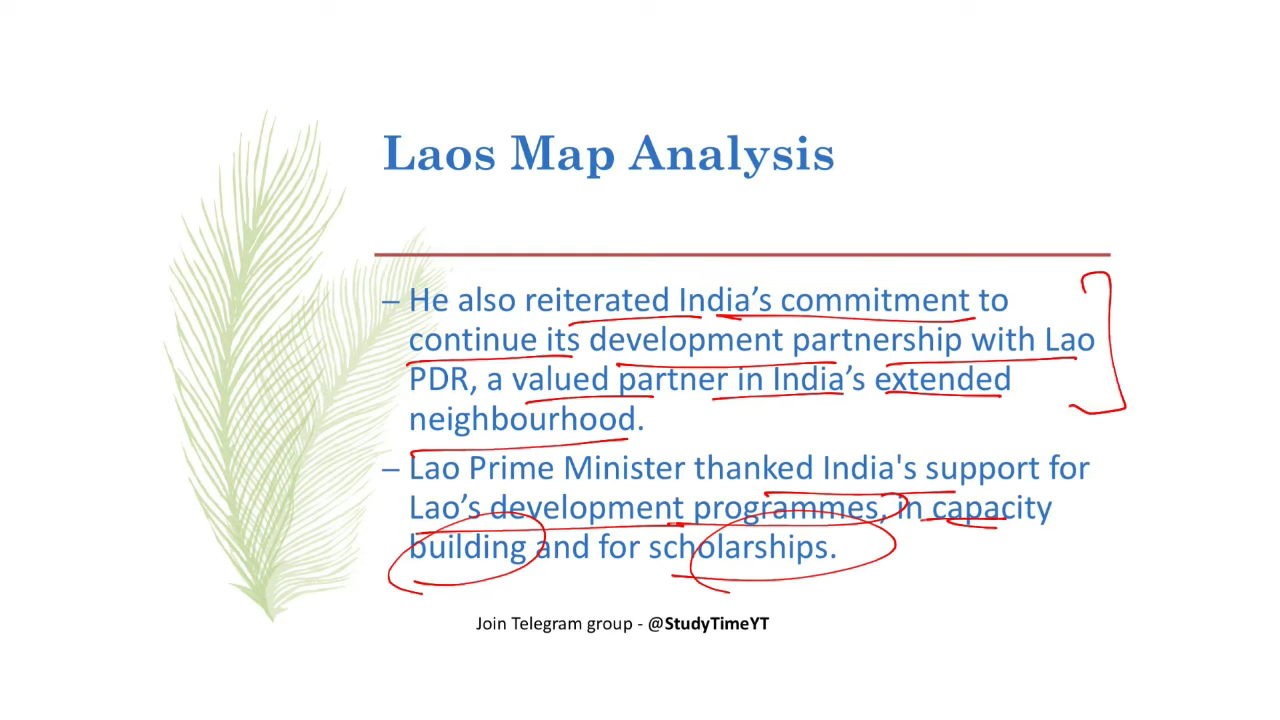 Laos Map Analysis
– He also reiterated India’s commitment to
continue its development partnership with Lao
PDR, a valued partner in India’s extended
neighbourhood.
– Lao Prime Minister thanked India's support for
Lao’s development programmes, in capacity
building and for scholarships.
Join Telegram group - @StudyTimeYT